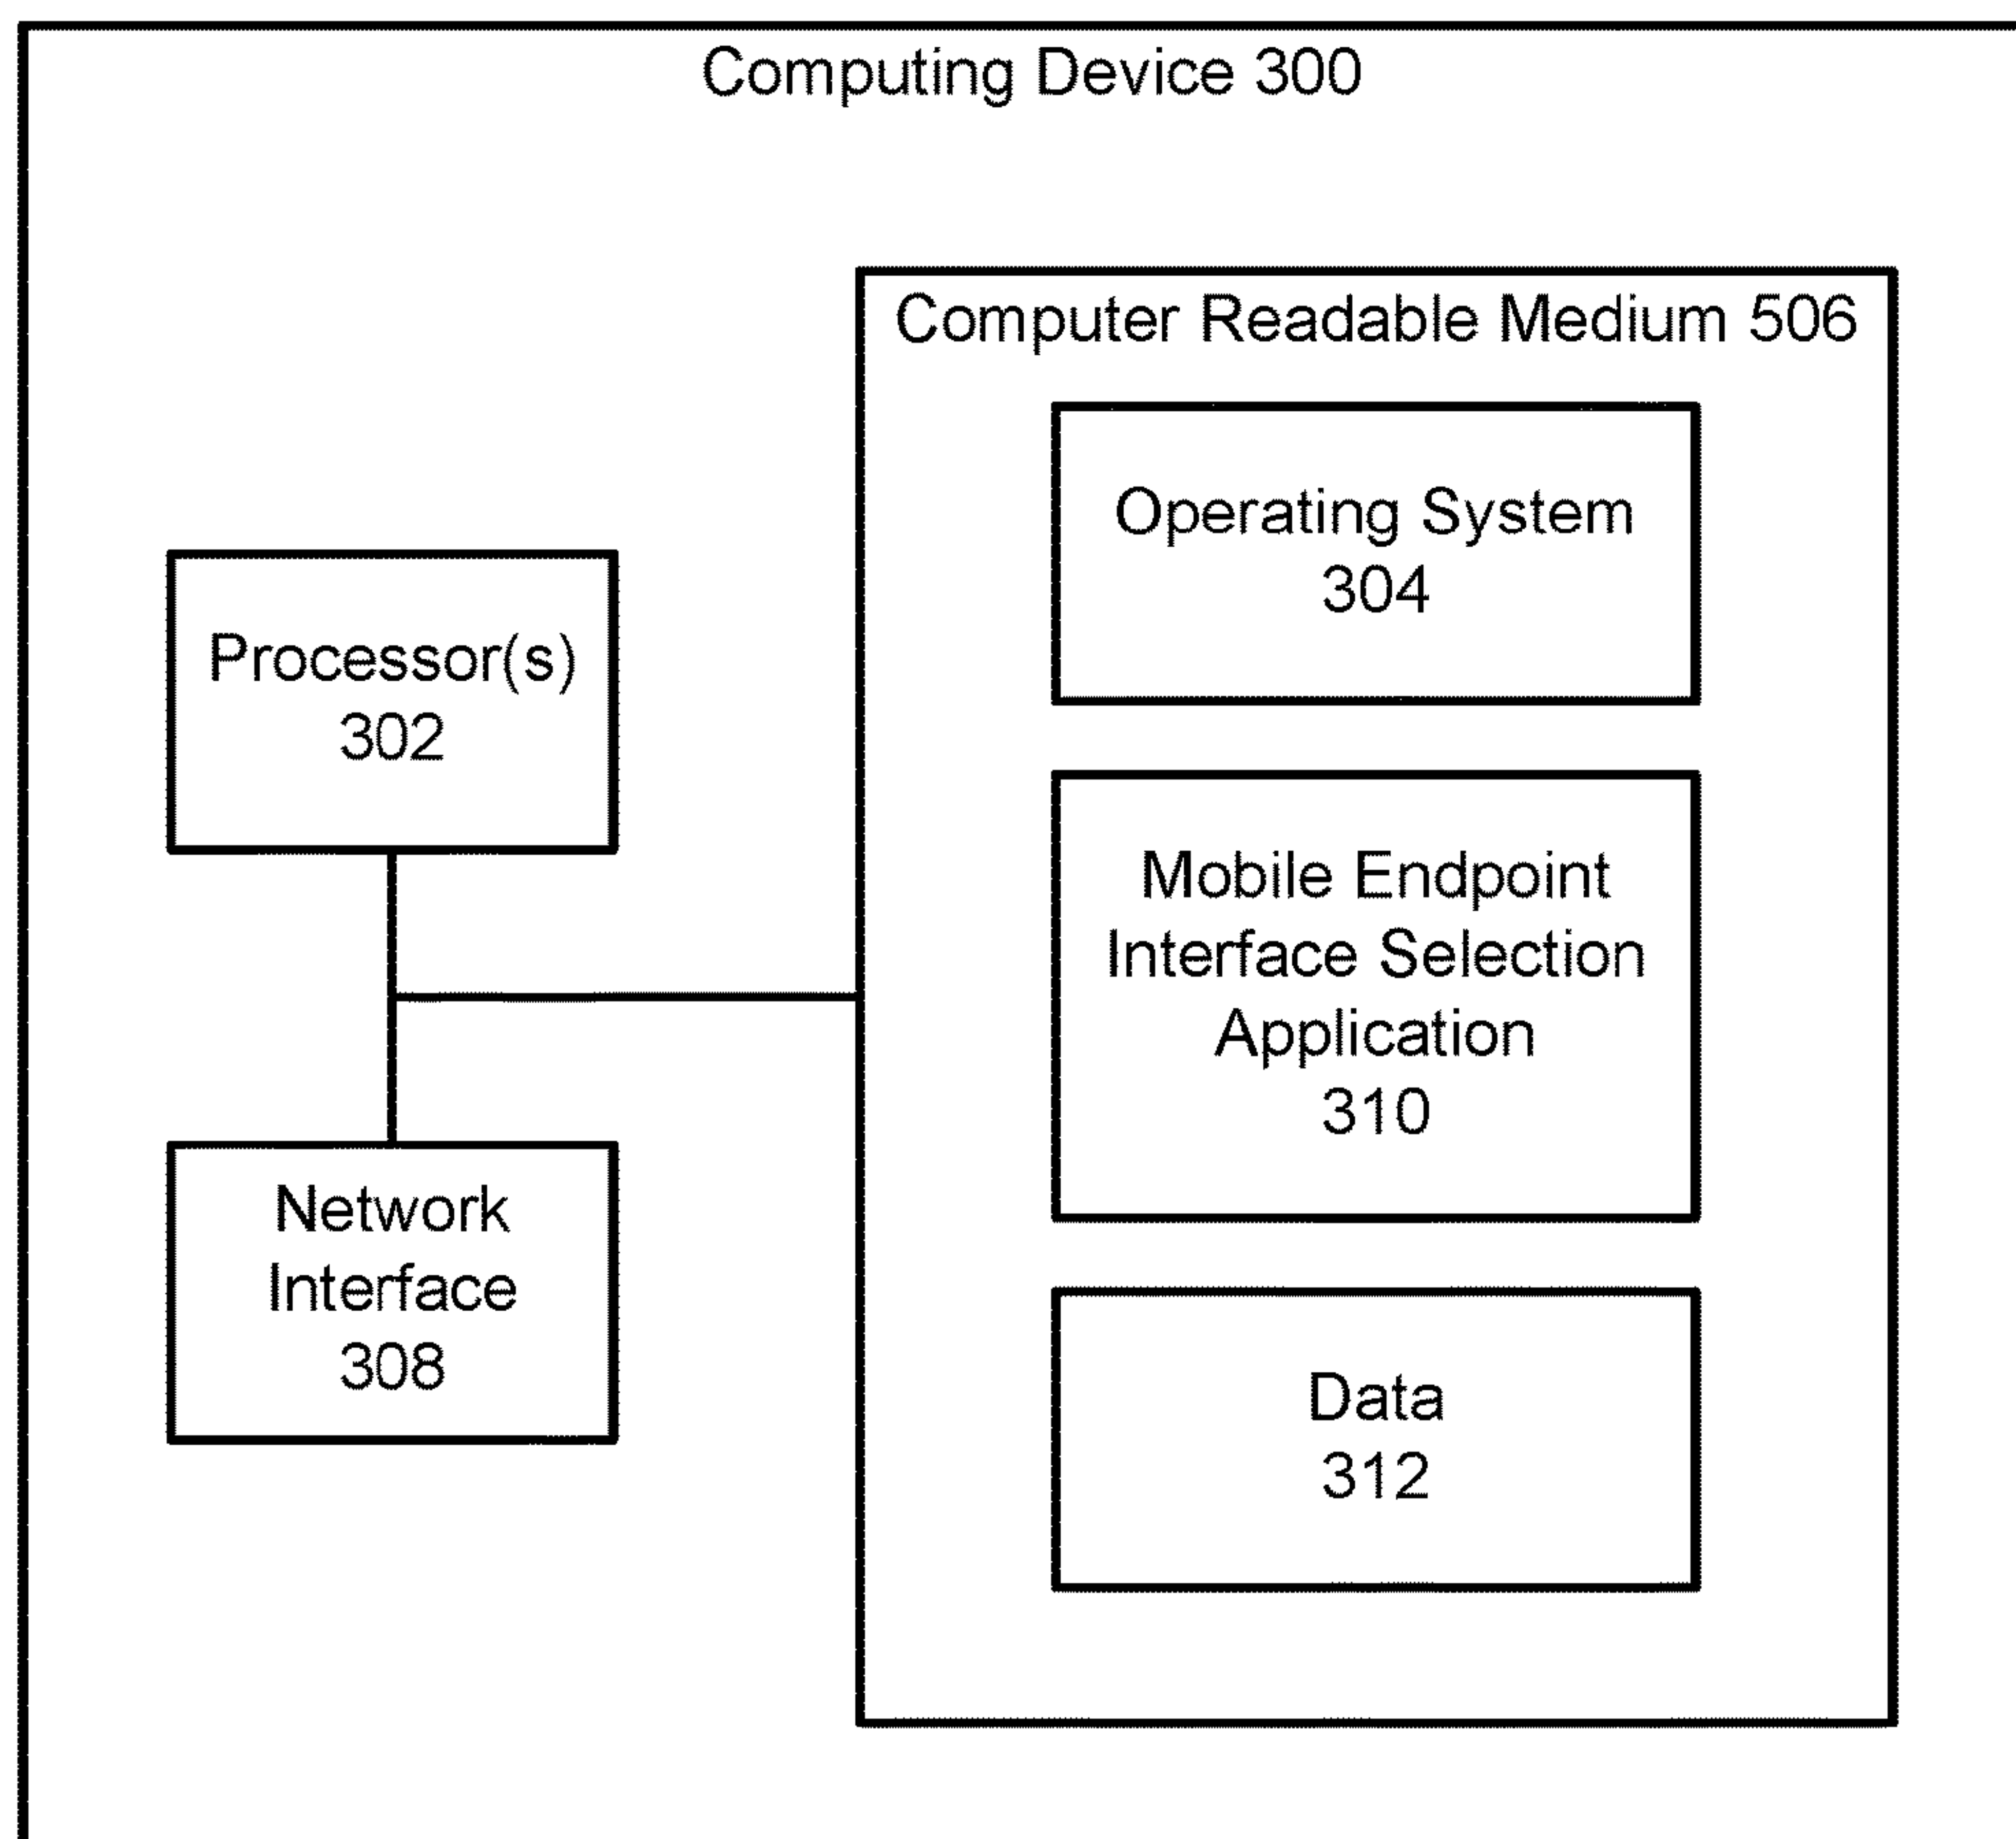 Computing Device 300
Computer Readable Medium 506
Operating System
304
Processor(s)
302
Mobile Endpoint
Interface Selection
Application
310
Network
Interface
308
Data
312